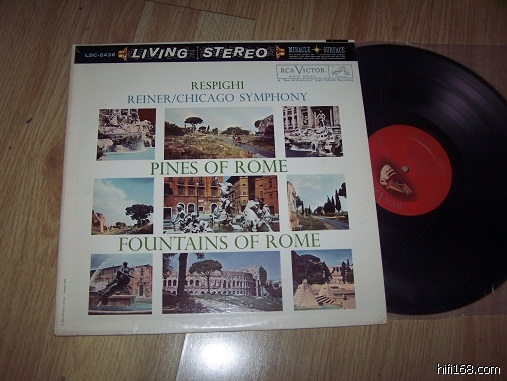 LSC-2436 LIVING STEREO MIRACLE SURFACE
RCA VICTOR
RESPIGHI
REINER/CHICAGO SYMPHONY
PINES OF ROME
FOUNTAINS OF ROME
hifi168.com